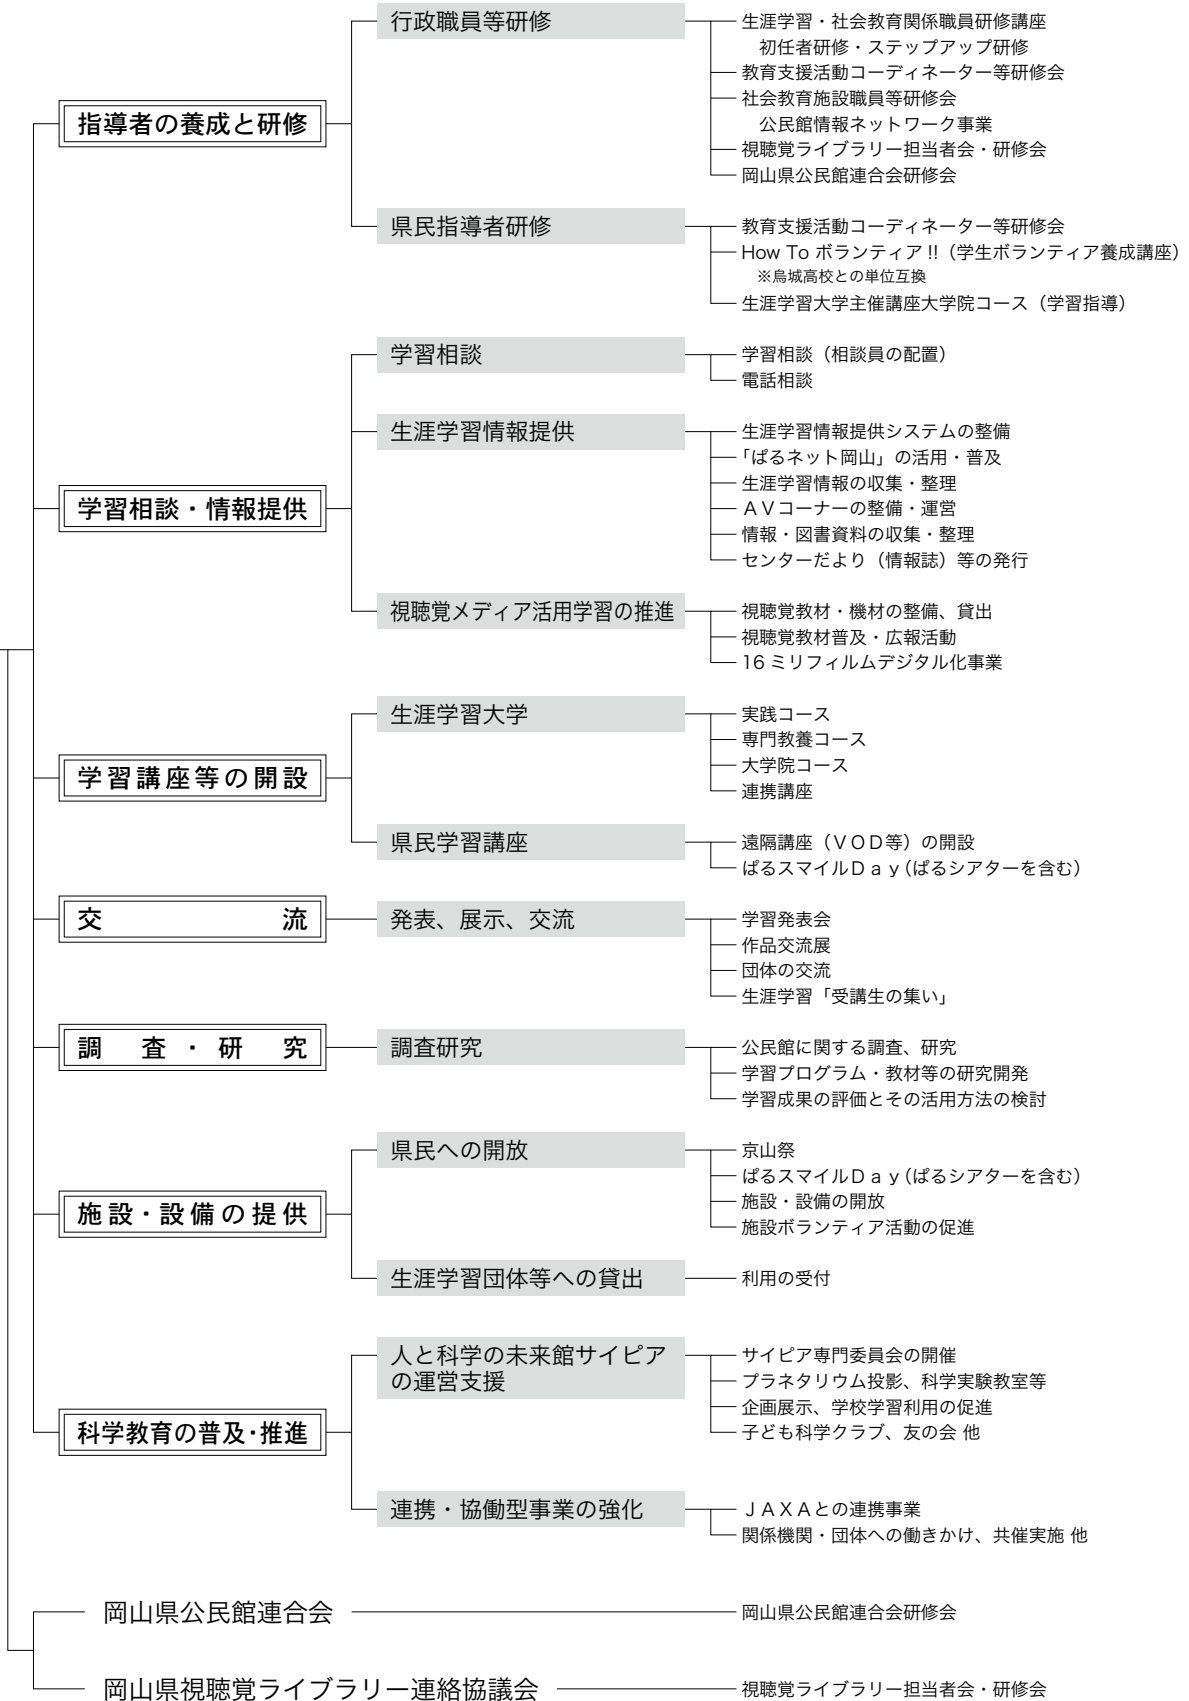 指導者の養成と研修
行政職員等研修
生涯学習・社会教育関係職員研修講座
初任者研修・ステップアップ研修
教育支援活動コーディネーター等研修会
社会教育施設職員等研修会
公民館情報ネットワーク事業
視聴覚ライブラリー担当者会・研修会
岡山県公民館連合会研修会
県民指導者研修
教育支援活動コーディネーター等研修会
How To ボランティア !!（学生ボランティア養成講座）
※烏城高校との単位互換
生涯学習大学主催講座大学院コース（学習指導）
学習相談・情報提供
学習相談
学習相談（相談員の配置）
電話相談
生涯学習情報提供
生涯学習情報提供システムの整備
「ぱるネット岡山」の活用・普及
生涯学習情報の収集・整理
ＡＶコーナーの整備・運営
情報・図書資料の収集・整理
センターだより（情報誌）等の発行
視聴覚メディア活用学習の推進
視聴覚教材・機材の整備、貸出
視聴覚教材普及・広報活動
16 ミリフィルムデジタル化事業
学習講座等の開設
生涯学習大学
実践コース
専門教養コース
大学院コース
連携講座
県民学習講座
遠隔講座（ＶＯＤ等）の開設
ぱるスマイルＤａｙ（ぱるシアターを含む）
交流
発表、展示、交流
学習発表会
作品交流展
団体の交流
生涯学習「受講生の集い」
調査・研究
調査研究
公民館に関する調査、研究
学習プログラム・教材等の研究開発
学習成果の評価とその活用方法の検討
施設・設備の提供
県民への開放
京山祭
ぱるスマイルＤａｙ（ぱるシアターを含む）
施設・設備の開放
施設ボランティア活動の促進
生涯学習団体等への貸出
利用の受付
科学教育の普及・推進
人と科学の未来館サイピア
の運営支援
サイピア専門委員会の開催
プラネタリウム投影、科学実験教室等
企画展示、学校学習利用の促進
子ども科学クラブ、友の会 他
連携・協働型事業の強化
ＪＡＸＡとの連携事業
関係機関・団体への働きかけ、共催実施 他
岡山県公民館連合会
岡山県公民館連合会研修会
岡山県視聴覚ライブラリー連絡協議会
視聴覚ライブラリー担当者会・研修会